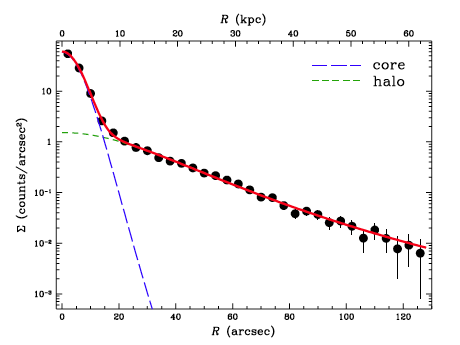 R (kpc)
0 10 20 30 40 50 60
core
halo
10
1
10⁻¹
10⁻²
10⁻³
Σ (counts/arcsec²)
0 20 40 60 80 100 120
R (arcsec)